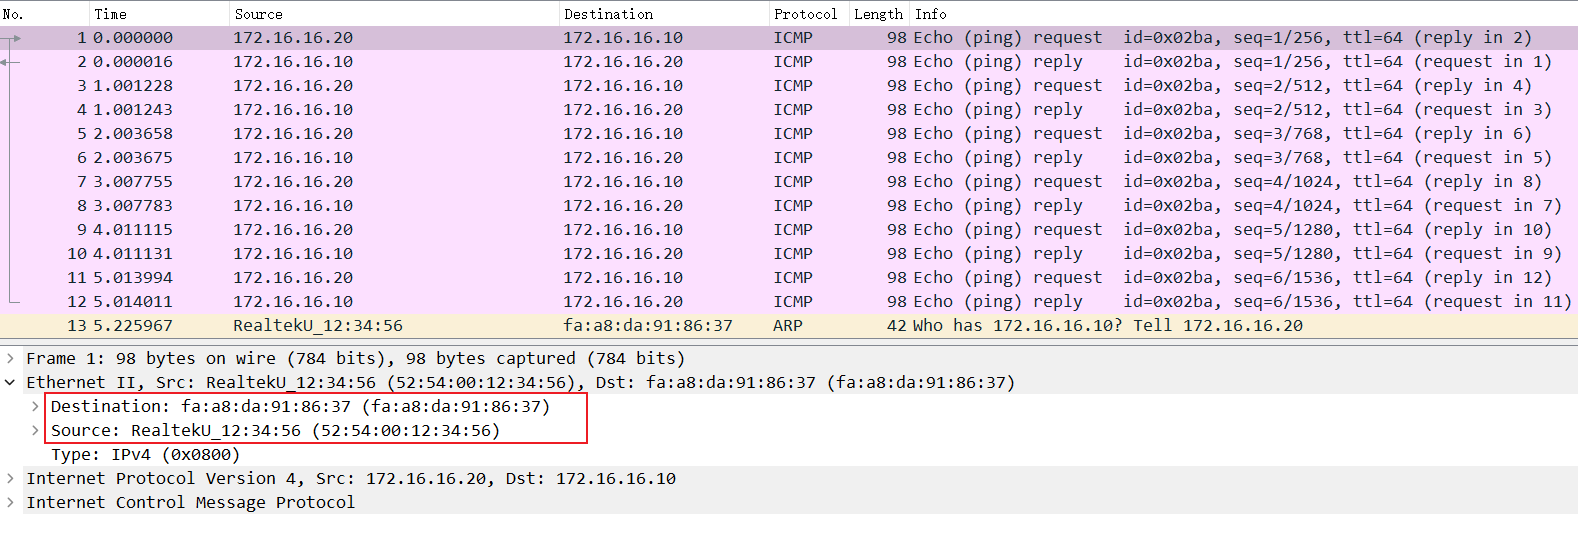 No. Time Source Destination Protocol Length Info
1 0.000000 172.16.16.20 172.16.16.10 ICMP 98 Echo (ping) request id=0x02ba, seq=1/256, ttl=64 (reply in 2)
2 0.000016 172.16.16.10 172.16.16.20 ICMP 98 Echo (ping) reply id=0x02ba, seq=1/256, ttl=64 (request in 1)
3 1.001228 172.16.16.20 172.16.16.10 ICMP 98 Echo (ping) request id=0x02ba, seq=2/512, ttl=64 (reply in 4)
4 1.001243 172.16.16.10 172.16.16.20 ICMP 98 Echo (ping) reply id=0x02ba, seq=2/512, ttl=64 (request in 3)
5 2.003658 172.16.16.20 172.16.16.10 ICMP 98 Echo (ping) request id=0x02ba, seq=3/768, ttl=64 (reply in 6)
6 2.003675 172.16.16.10 172.16.16.20 ICMP 98 Echo (ping) reply id=0x02ba, seq=3/768, ttl=64 (request in 5)
7 3.007755 172.16.16.20 172.16.16.10 ICMP 98 Echo (ping) request id=0x02ba, seq=4/1024, ttl=64 (reply in 8)
8 3.007783 172.16.16.10 172.16.16.20 ICMP 98 Echo (ping) reply id=0x02ba, seq=4/1024, ttl=64 (request in 7)
9 4.011115 172.16.16.20 172.16.16.10 ICMP 98 Echo (ping) request id=0x02ba, seq=5/1280, ttl=64 (reply in 10)
10 4.011131 172.16.16.10 172.16.16.20 ICMP 98 Echo (ping) reply id=0x02ba, seq=5/1280, ttl=64 (request in 9)
11 5.013994 172.16.16.20 172.16.16.10 ICMP 98 Echo (ping) request id=0x02ba, seq=6/1536, ttl=64 (reply in 12)
12 5.014011 172.16.16.10 172.16.16.20 ICMP 98 Echo (ping) reply id=0x02ba, seq=6/1536, ttl=64 (request in 11)
13 5.225967 RealtekU_12:34:56 fa:a8:da:91:86:37 ARP 42 Who has 172.16.16.10? Tell 172.16.16.20
Frame 1: 98 bytes on wire (784 bits), 98 bytes captured (784 bits)
Ethernet II, Src: RealtekU_12:34:56 (52:54:00:12:34:56), Dst: fa:a8:da:91:86:37 (fa:a8:da:91:86:37)
Destination: fa:a8:da:91:86:37 (fa:a8:da:91:86:37)
Source: RealtekU_12:34:56 (52:54:00:12:34:56)
Type: IPv4 (0x0800)
Internet Protocol Version 4, Src: 172.16.16.20, Dst: 172.16.16.10
Internet Control Message Protocol